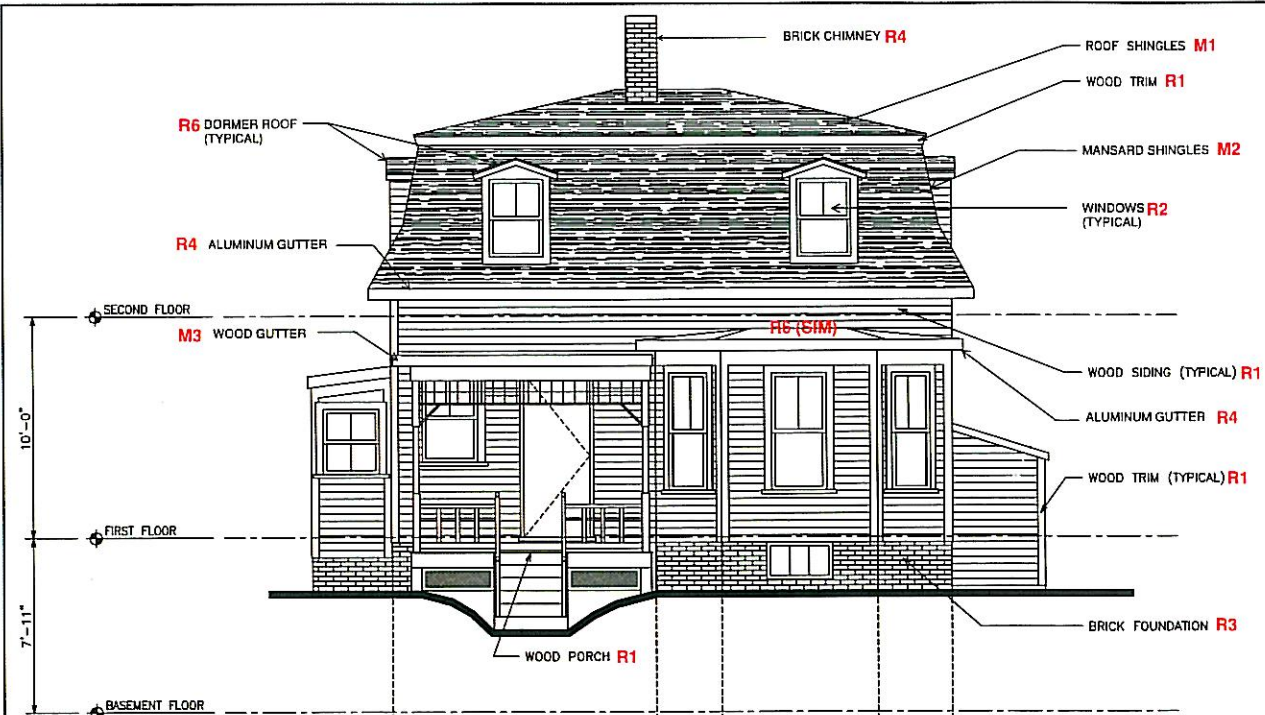 BRICK CHIMNEY R4
ROOF SHINGLES M1
WOOD TRIM R1
R6 DORMER ROOF
(TYPICAL)
MANSARD SHINGLES M2
WINDOWS R2
(TYPICAL)
R4 ALUMINUM GUTTER
SECOND FLOOR
M3 WOOD GUTTER
R6 (SIM)
WOOD SIDING (TYPICAL) R1
ALUMINUM GUTTER R4
10'-0"
WOOD TRIM (TYPICAL) R1
FIRST FLOOR
7'-11"
BRICK FOUNDATION R3
WOOD PORCH R1
BASEMENT FLOOR